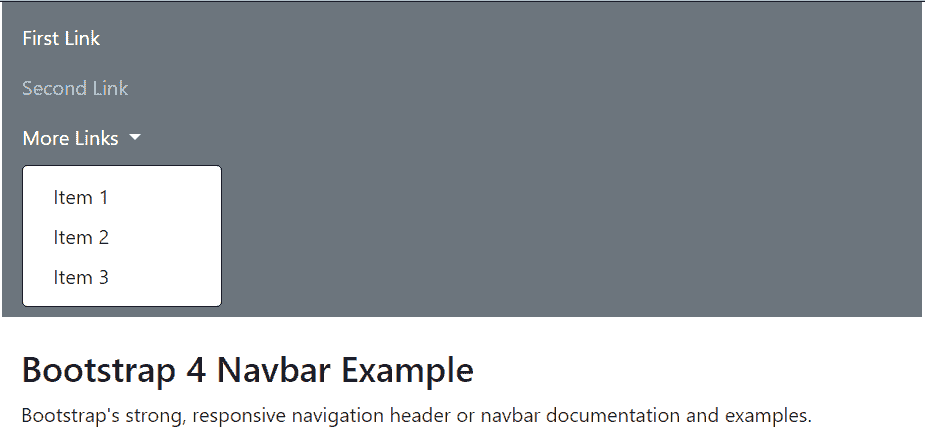 First Link
Second Link
More Links
Item 1
Item 2
Item 3
Bootstrap 4 Navbar Example
Bootstrap's strong, responsive navigation header or navbar documentation and examples.